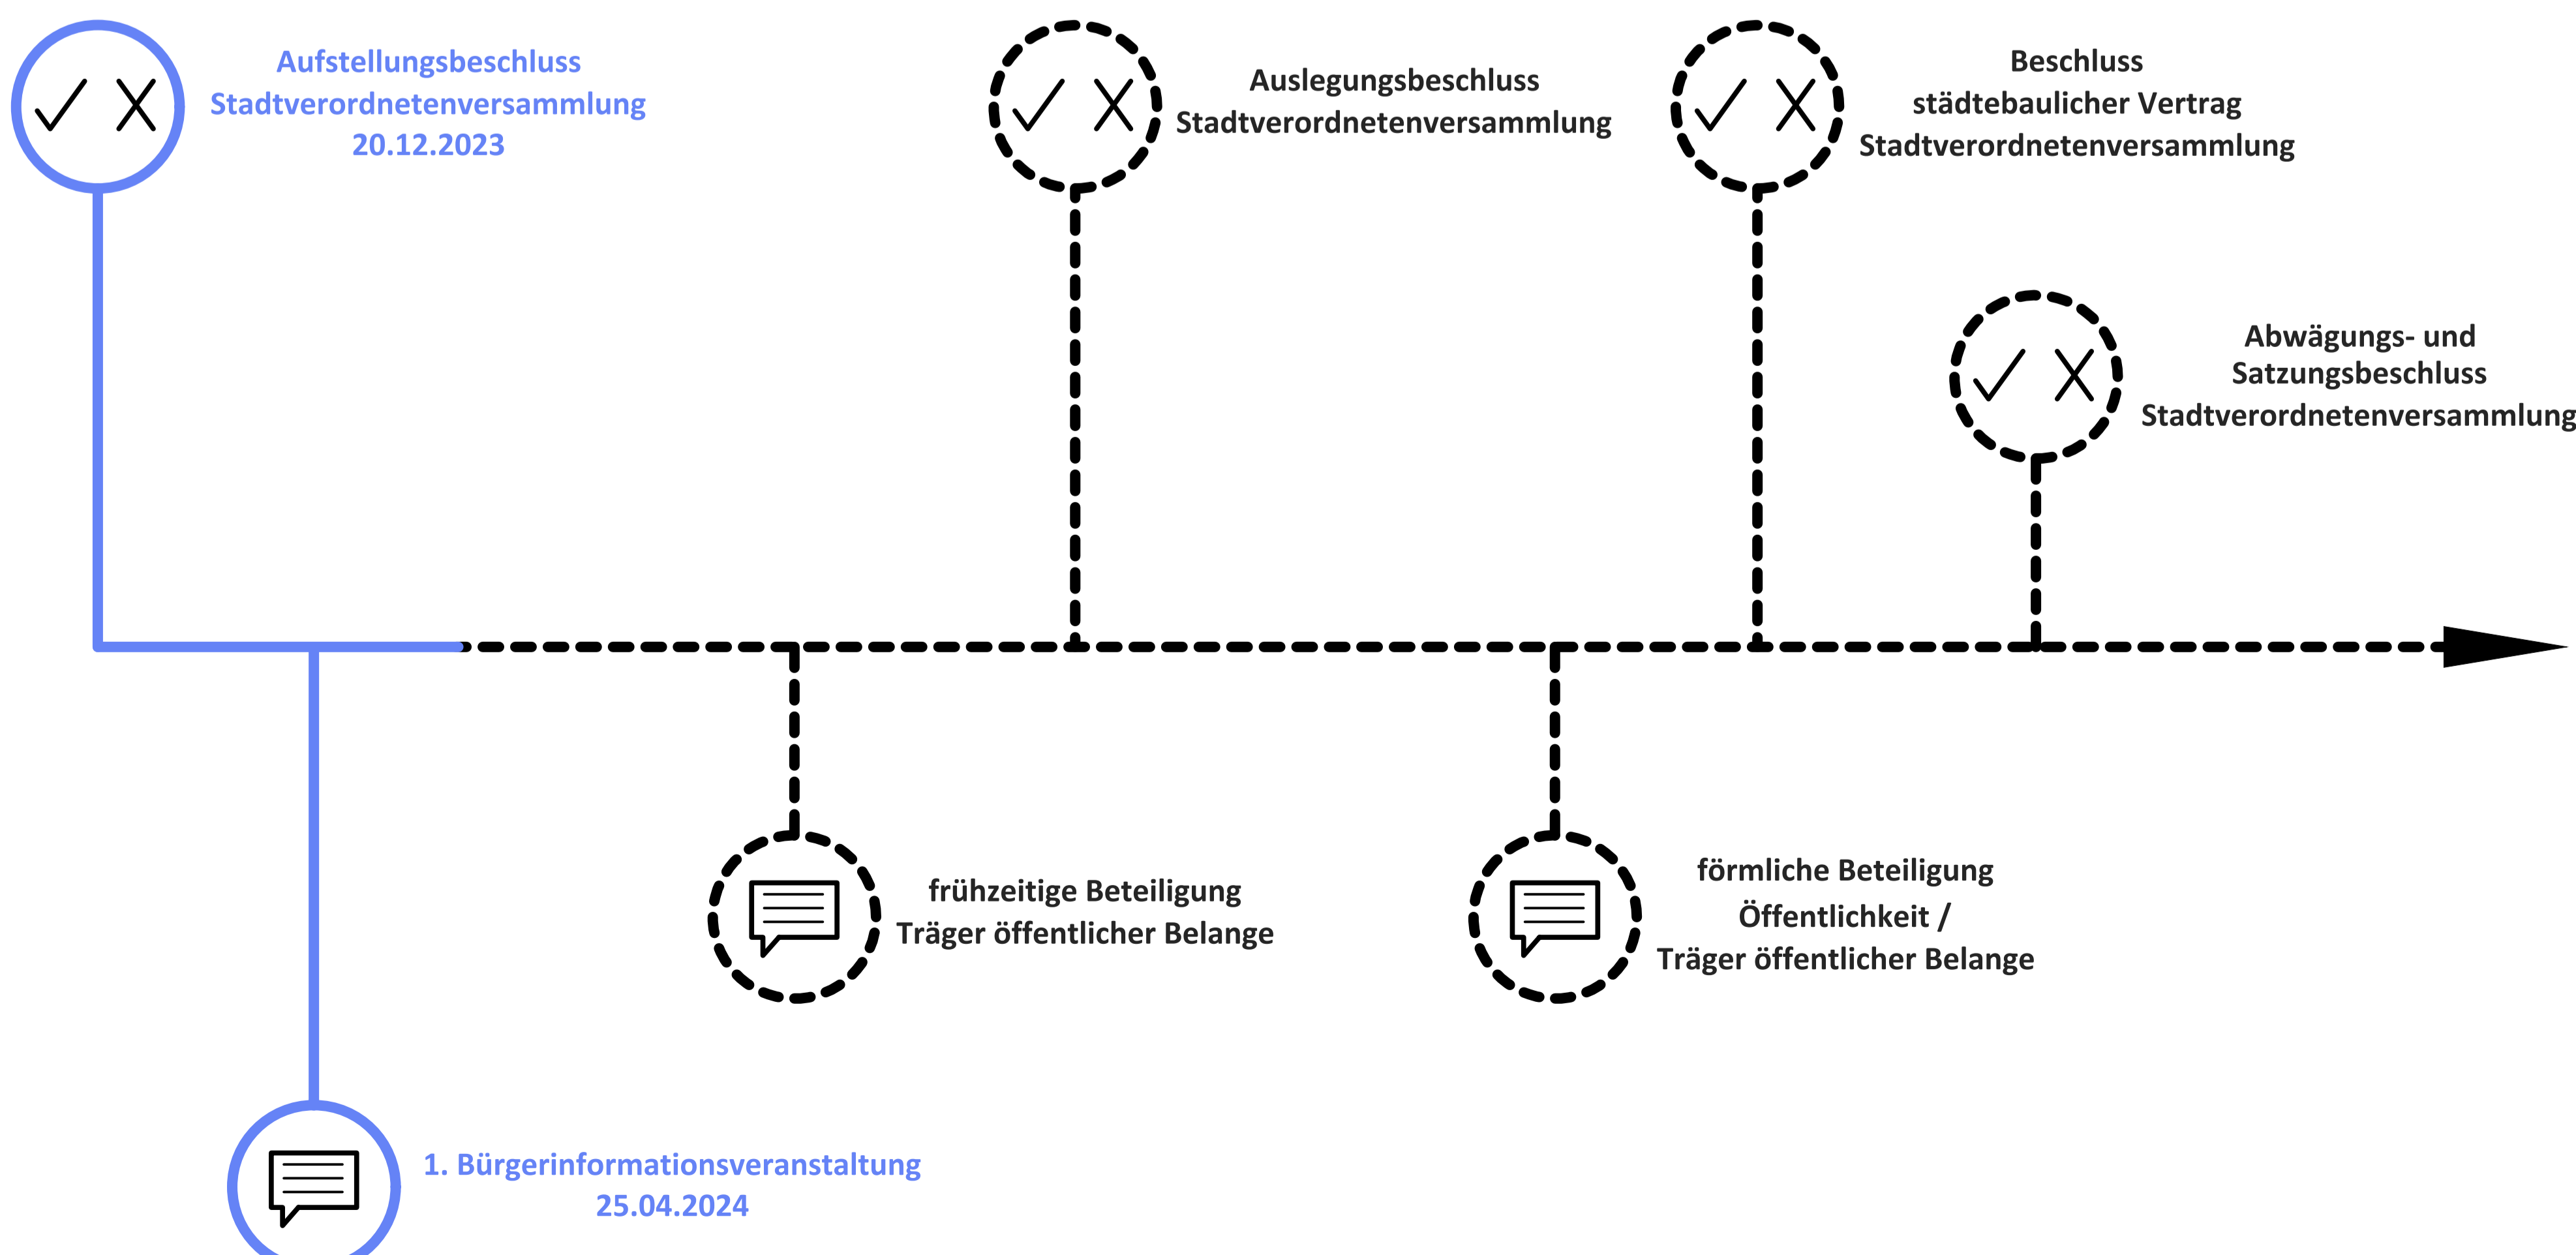 Aufstellungsbeschluss
Stadtverordnetenversammlung
20.12.2023
Auslegungsbeschluss
Stadtverordnetenversammlung
Beschluss
städtebaulicher Vertrag
Stadtverordnetenversammlung
Abwägungs- und
Satzungsbeschluss
Stadtverordnetenversammlung
frühzeitige Beteiligung
Träger öffentlicher Belange
förmliche Beteiligung
Öffentlichkeit /
Träger öffentlicher Belange
1. Bürgerinformationsveranstaltung
25.04.2024